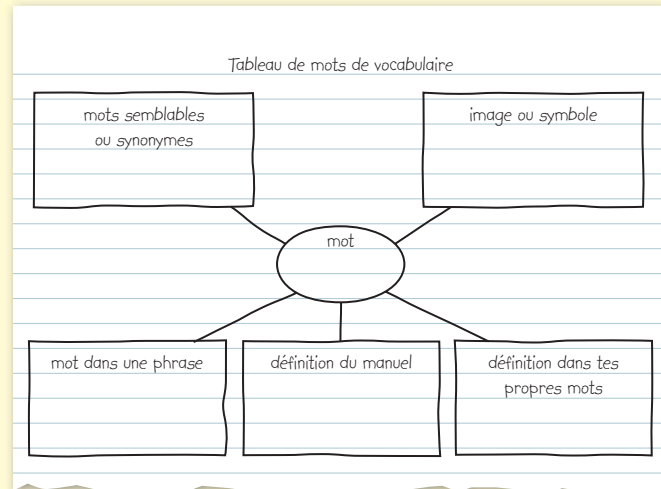 Tableau de mots de vocabulaire
mots semblables
ou synonymes
image ou symbole
mot
mot dans une phrase
définition du manuel
définition dans tes
propres mots